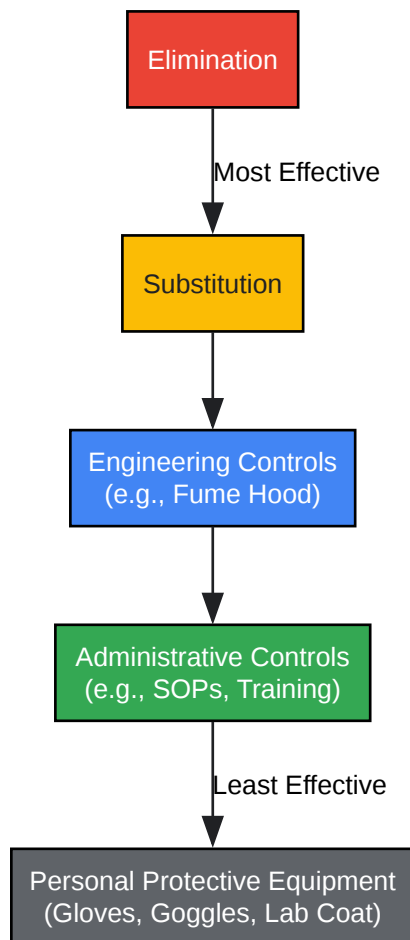 Elimination
Most Effective
Substitution
Engineering Controls
(e.g., Fume Hood)
Administrative Controls
(e.g., SOPs, Training)
Least Effective
Personal Protective Equipment
(Gloves, Goggles, Lab Coat)